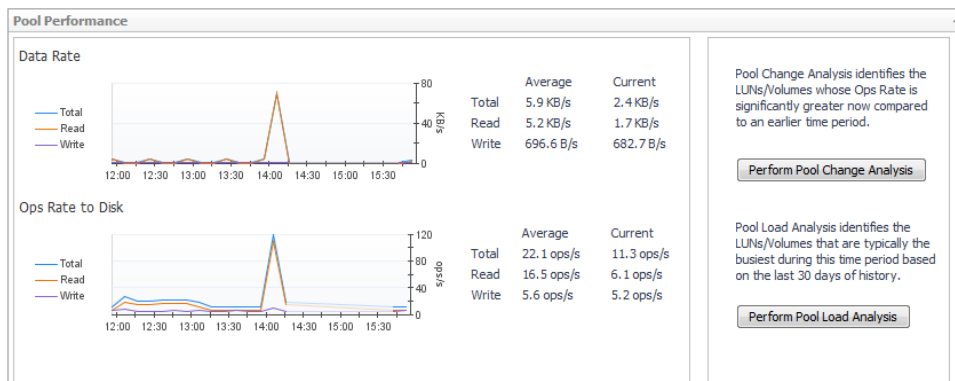 Pool Performance
Data Rate
Total
Read
Write
80
40
0
KB/s
12:00 12:30 13:00 13:30 14:00 14:30 15:00 15:30
Average Current
Total 5.9 KB/s 2.4 KB/s
Read 5.2 KB/s 1.7 KB/s
Write 696.6 B/s 682.7 B/s
Ops Rate to Disk
Total
Read
Write
120
80
40
0
ops/s
12:00 12:30 13:00 13:30 14:00 14:30 15:00 15:30
Average Current
Total 22.1 ops/s 11.3 ops/s
Read 16.5 ops/s 6.1 ops/s
Write 5.6 ops/s 5.2 ops/s
Pool Change Analysis identifies the
LUNs/Volumes whose Ops Rate is
significantly greater now compared
to an earlier time period.
Perform Pool Change Analysis
Pool Load Analysis identifies the
LUNs/Volumes that are typically the
busiest during this time period based
on the last 30 days of history.
Perform Pool Load Analysis